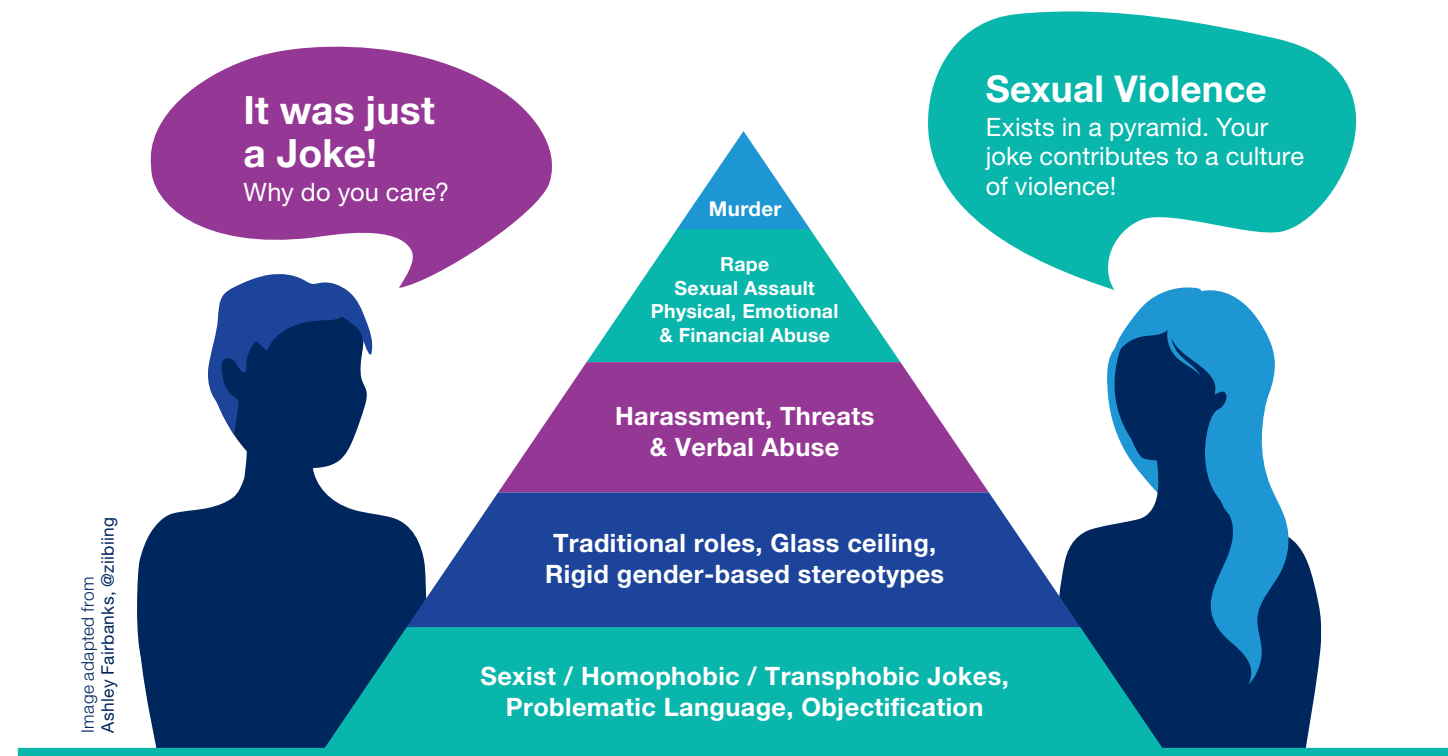 It was just
a Joke!
Why do you care?
Sexual Violence
Exists in a pyramid. Your
joke contributes to a culture
of violence!
Murder
Rape
Sexual Assault
Physical, Emotional
& Financial Abuse
Harassment, Threats
& Verbal Abuse
Traditional roles, Glass ceiling,
Rigid gender-based stereotypes
Sexist / Homophobic / Transphobic Jokes,
Problematic Language, Objectification
Image adapted from
Ashley Fairbanks, @ziibiing